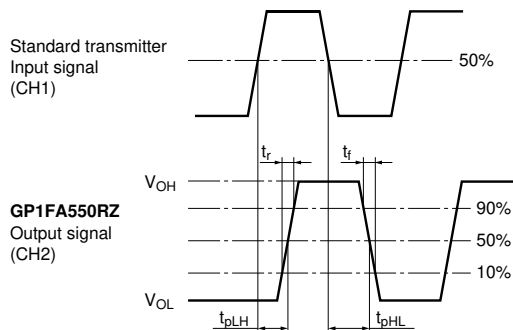 Standard transmitter
Input signal
(CH1)
50%
tr
tf
VOH
GP1FA550RZ
Output signal
(CH2)
90%
50%
10%
VOL
tpLH
tpHL